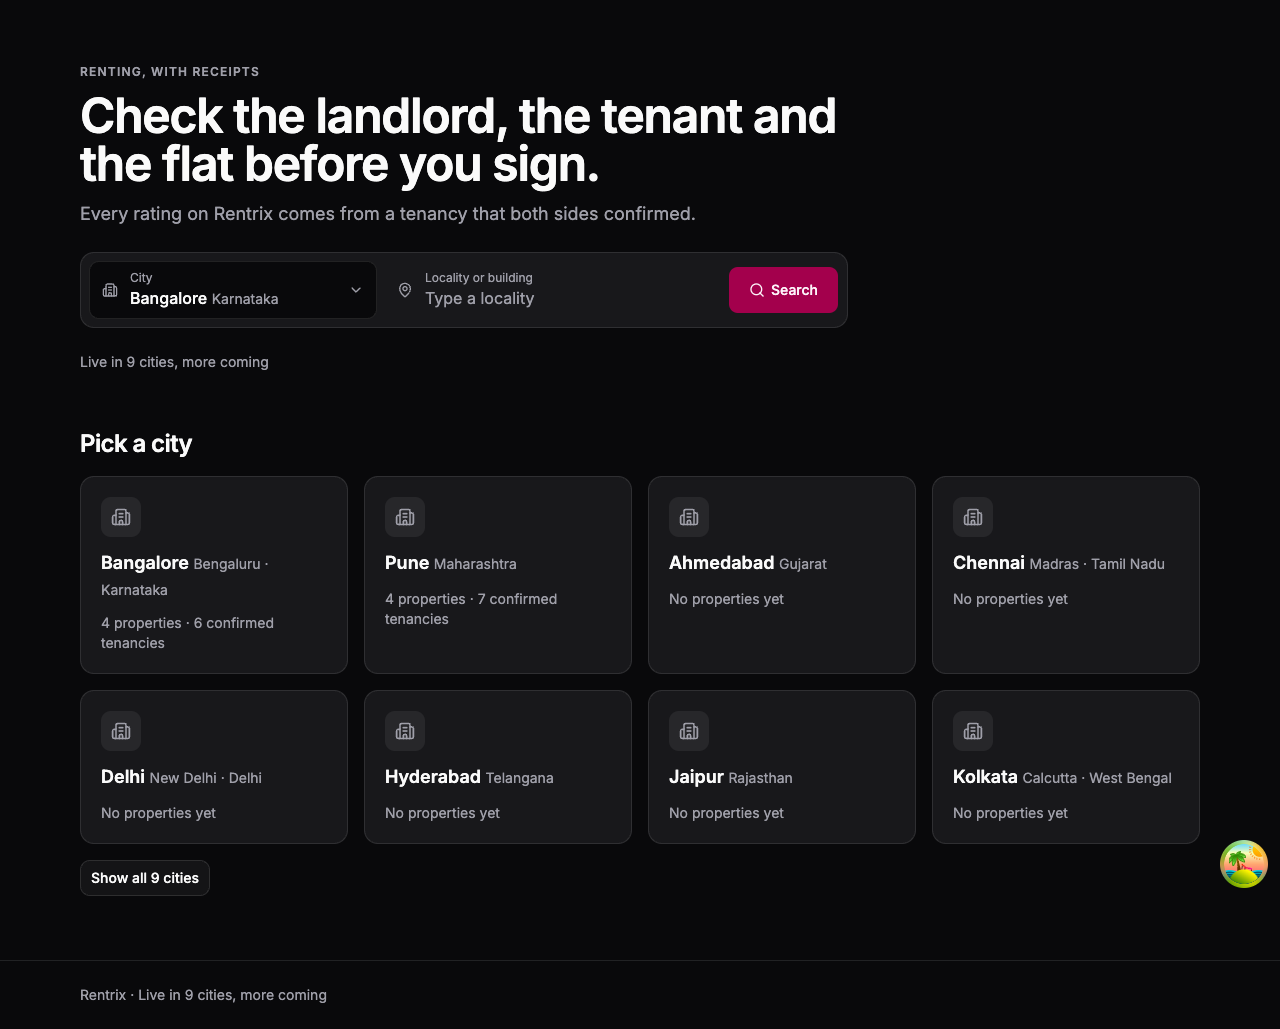 RENTING, WITH RECEIPTS
Check the landlord, the tenant and
the flat before you sign.
Every rating on Rentrix comes from a tenancy that both sides confirmed.
City
Bangalore Karnataka
Locality or building
Type a locality
Search
Live in 9 cities, more coming
Pick a city
Bangalore Bengaluru ·
Karnataka
4 properties · 6 confirmed
tenancies
Pune Maharashtra
4 properties · 7 confirmed
tenancies
Ahmedabad Gujarat
No properties yet
Chennai Madras · Tamil Nadu
No properties yet
Delhi New Delhi · Delhi
No properties yet
Hyderabad Telangana
No properties yet
Jaipur Rajasthan
No properties yet
Kolkata Calcutta · West Bengal
No properties yet
Show all 9 cities
Rentrix · Live in 9 cities, more coming